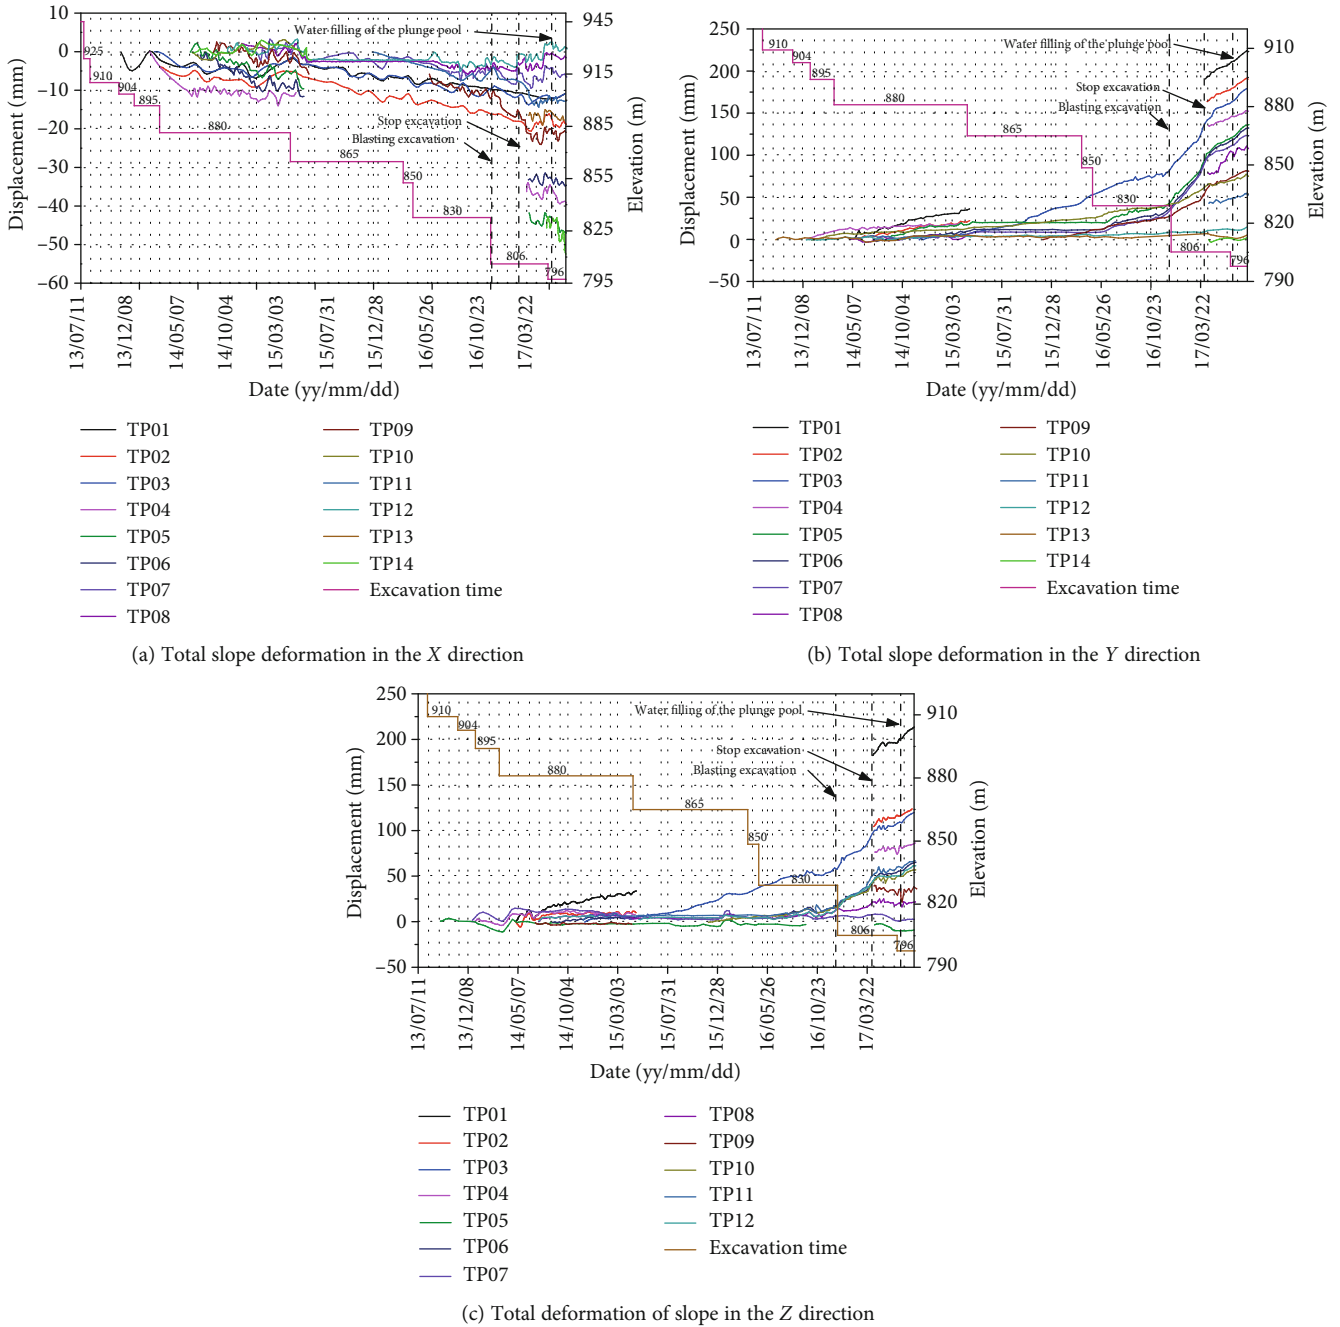 10
0
−10
−20
−30
−40
−50
−60
Displacement (mm)
945
915
885
855
825
795
Elevation (m)
925
910
904
895
880
865
850
830
806
796
Water filling of the plunge pool
Stop excavation
Blasting excavation
13/07/11
13/12/08
14/05/07
14/10/04
15/03/03
15/07/31
15/12/28
16/05/26
16/10/23
17/03/22
Date (yy/mm/dd)
TP01
TP02
TP03
TP04
TP05
TP06
TP07
TP08
TP09
TP10
TP11
TP12
TP13
TP14
Excavation time
(a) Total slope deformation in the X direction
250
200
150
100
50
0
−50
Displacement (mm)
910
880
850
820
790
Elevation (m)
910
904
895
880
865
850
830
806
796
Water filling of the plunge pool
Stop excavation
Blasting excavation
13/07/11
13/12/08
14/05/07
14/10/04
15/03/03
15/07/31
15/12/28
16/05/26
16/10/23
17/03/22
Date (yy/mm/dd)
TP01
TP02
TP03
TP04
TP05
TP06
TP07
TP08
TP09
TP10
TP11
TP12
TP13
TP14
Excavation time
(b) Total slope deformation in the Y direction
250
200
150
100
50
0
−50
Displacement (mm)
910
880
850
820
790
Elevation (m)
910
904
895
880
865
850
830
806
796
Water filling of the plunge pool
Stop excavation
Blasting excavation
13/07/11
13/12/08
14/05/07
14/10/04
15/03/03
15/07/31
15/12/28
16/05/26
16/10/23
17/03/22
Date (yy/mm/dd)
TP01
TP02
TP03
TP04
TP05
TP06
TP07
TP08
TP09
TP10
TP11
TP12
Excavation time
(c) Total deformation of slope in the Z direction